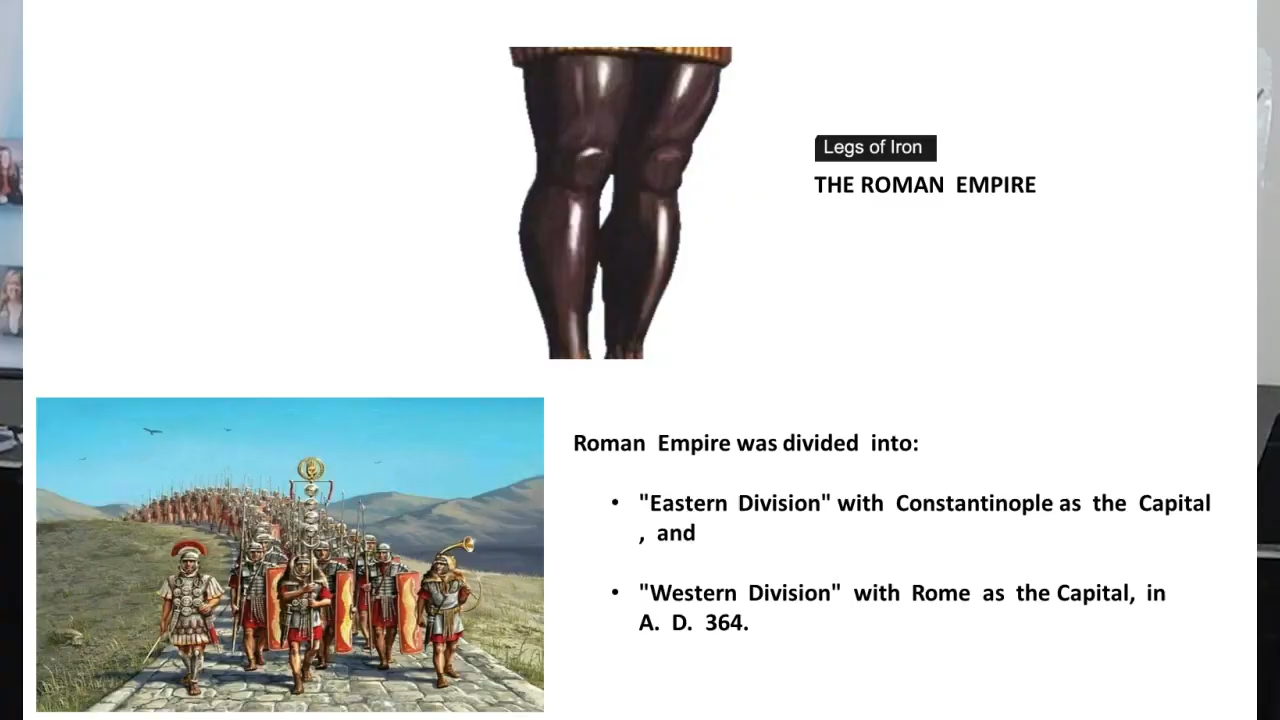 Legs of Iron
THE ROMAN EMPIRE
Roman Empire was divided into:
• "Eastern Division" with Constantinople as the Capital
, and
• "Western Division" with Rome as the Capital, in
A. D. 364.